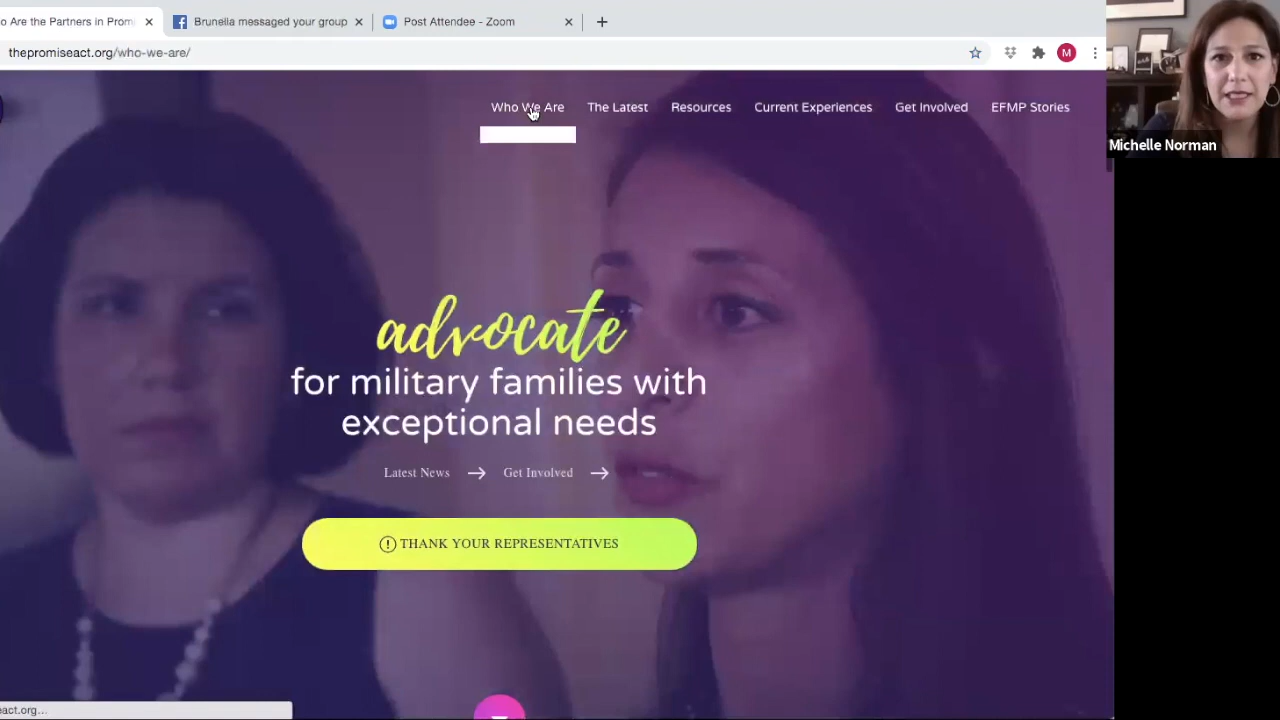 o Are the Partners in Prom
Brunella messaged your group
Post Attendee - Zoom
thepromiseact.org/who-we-are/
M
Michelle Norman
Who We Are
The Latest
Resources
Current Experiences
Get Involved
EFMP Stories
advocate
for military families with
exceptional needs
Latest News
Get Involved
THANK YOUR REPRESENTATIVES
eact.org...